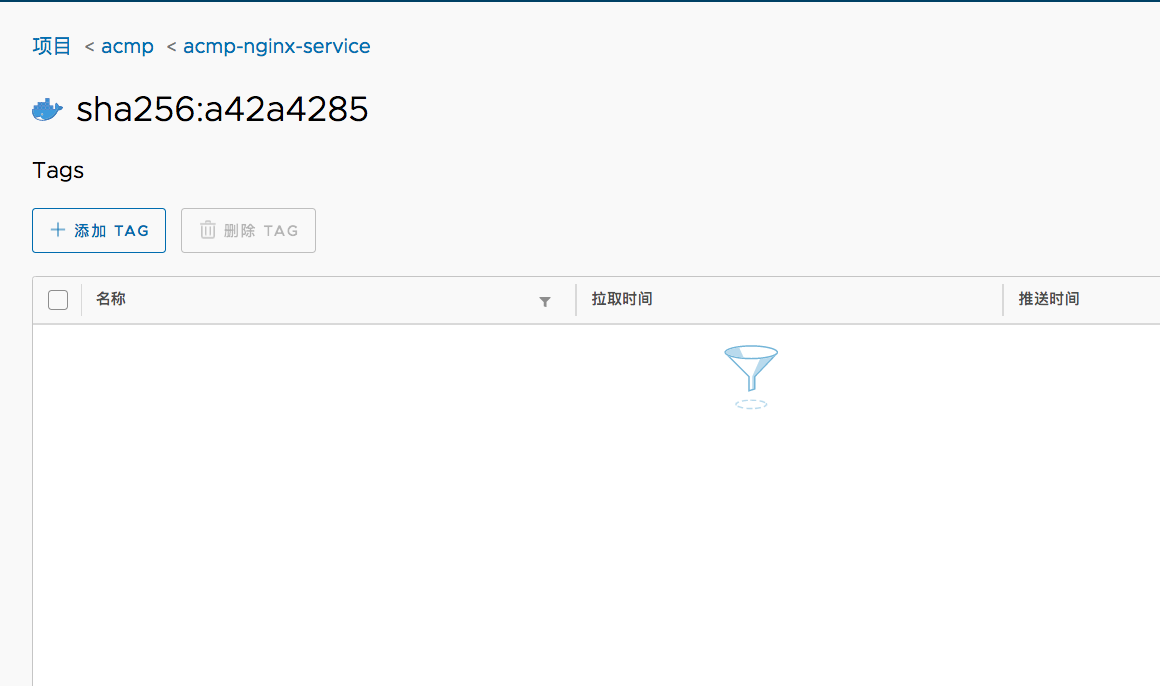 项目 < acmp < acmp-nginx-service
sha256:a42a4285
Tags
添加 TAG 删除 TAG
名称 拉取时间 推送时间